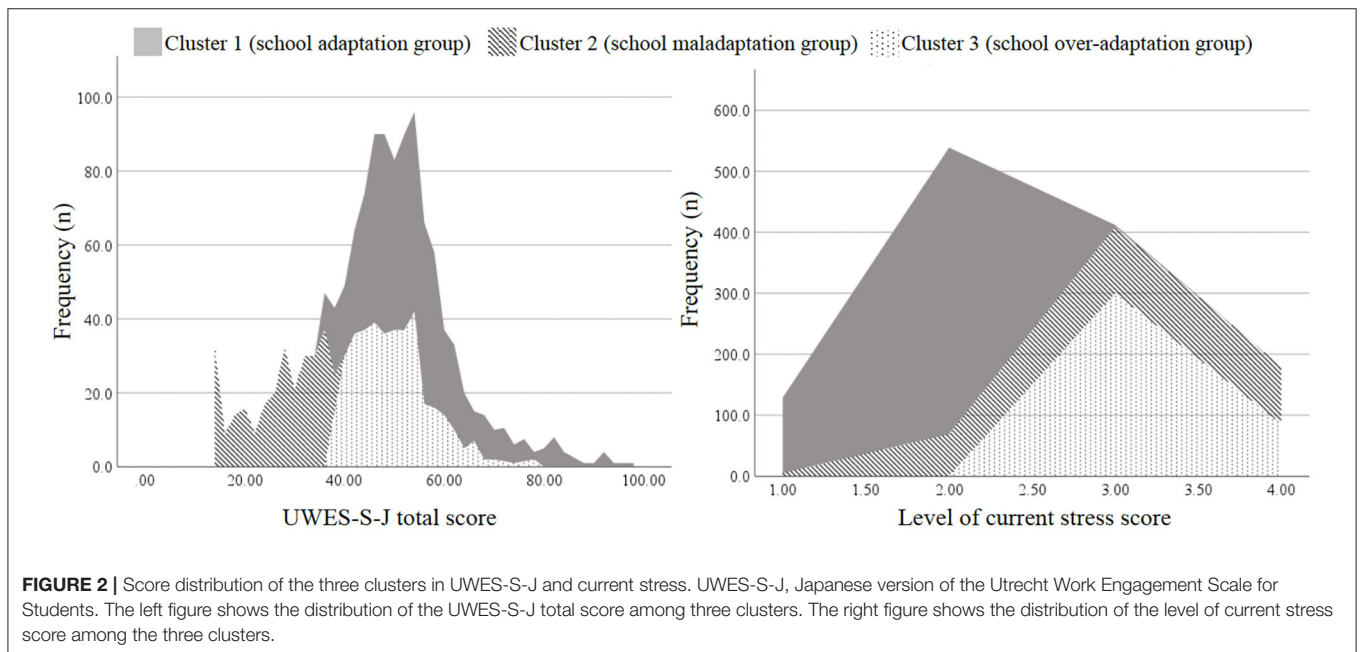 Cluster 1 (school adaptation group) Cluster 2 (school maladaptation group) Cluster 3 (school over-adaptation group)
100.0
80.0
60.0
40.0
20.0
0.0
Frequency (n)
.00 20.00 40.00 60.00 80.00 100.00
UWES-S-J total score
600.0
500.0
400.0
300.0
200.0
100.0
0.0
Frequency (n)
1.00 1.50 2.00 2.50 3.00 3.50 4.00
Level of current stress score
FIGURE 2 | Score distribution of the three clusters in UWES-S-J and current stress. UWES-S-J, Japanese version of the Utrecht Work Engagement Scale for
Students. The left figure shows the distribution of the UWES-S-J total score among three clusters. The right figure shows the distribution of the level of current stress
score among the three clusters.